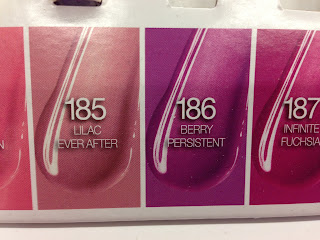 N
185
LILAC
EVER AFTER
186
BERRY
PERSISTENT
187
INFINITE
FUCHSIA